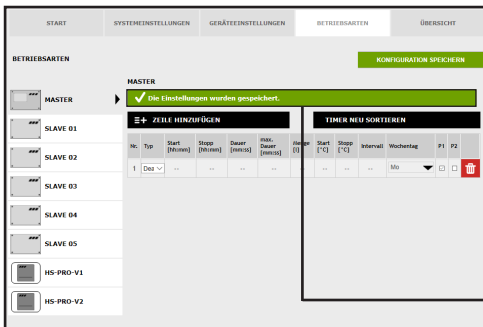 START SYSTEMEINSTELLUNGEN GERÄTEEINSTELLUNGEN BETRIEBSARTEN ÜBERSICHT
BETRIEBSARTEN
KONFIGURATION SPEICHERN
MASTER
MASTER
Die Einstellungen wurden gespeichert.
ZEILE HINZUFÜGEN TIMER NEU SORTIEREN
Nr. Typ Start [hh:mm] Stopp [hh:mm] Dauer [mm:ss] max. Dauer [mm:ss] Menge [l] Start [°C] Stopp [°C] Intervall Wochentag P1 P2
1 Dea -- -- -- -- -- -- -- -- Mo
SLAVE 01
SLAVE 02
SLAVE 03
SLAVE 04
SLAVE 05
HS-PRO-V1
HS-PRO-V2